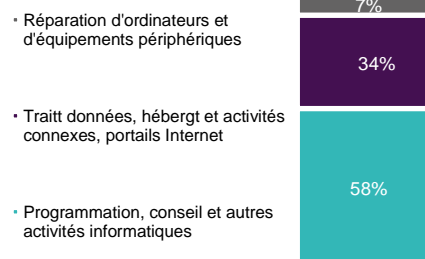 7%
Réparation d'ordinateurs et
d'équipements périphériques
34%
Traitt données, hébergt et activités
connexes, portails Internet
58%
Programmation, conseil et autres
activités informatiques